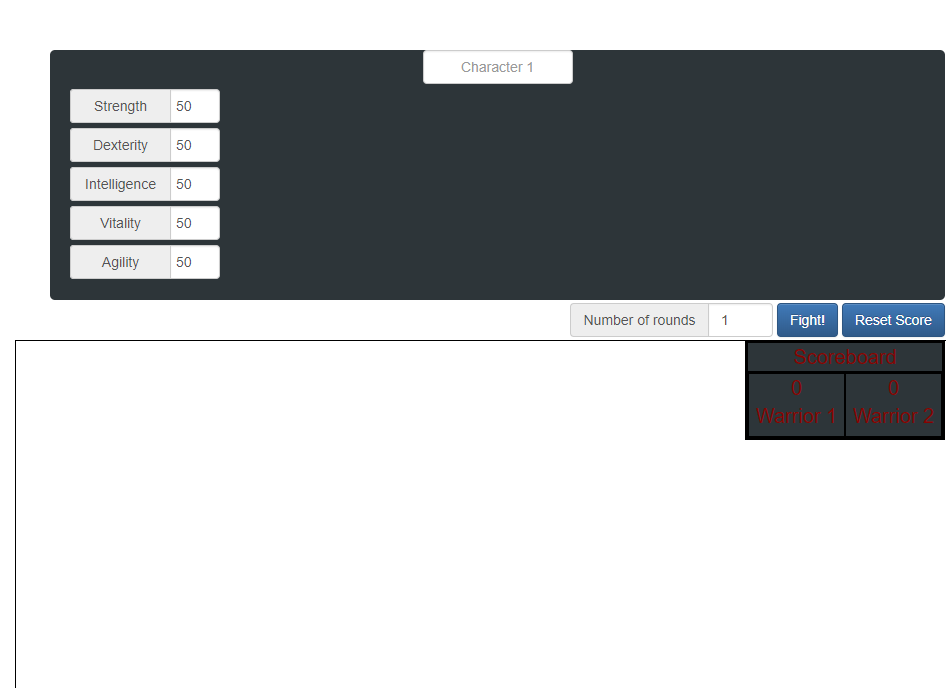 Character 1
Strength 50
Dexterity 50
Intelligence 50
Vitality 50
Agility 50
Number of rounds 1 Fight! Reset Score
Scoreboard
0 0
Warrior 1 Warrior 2